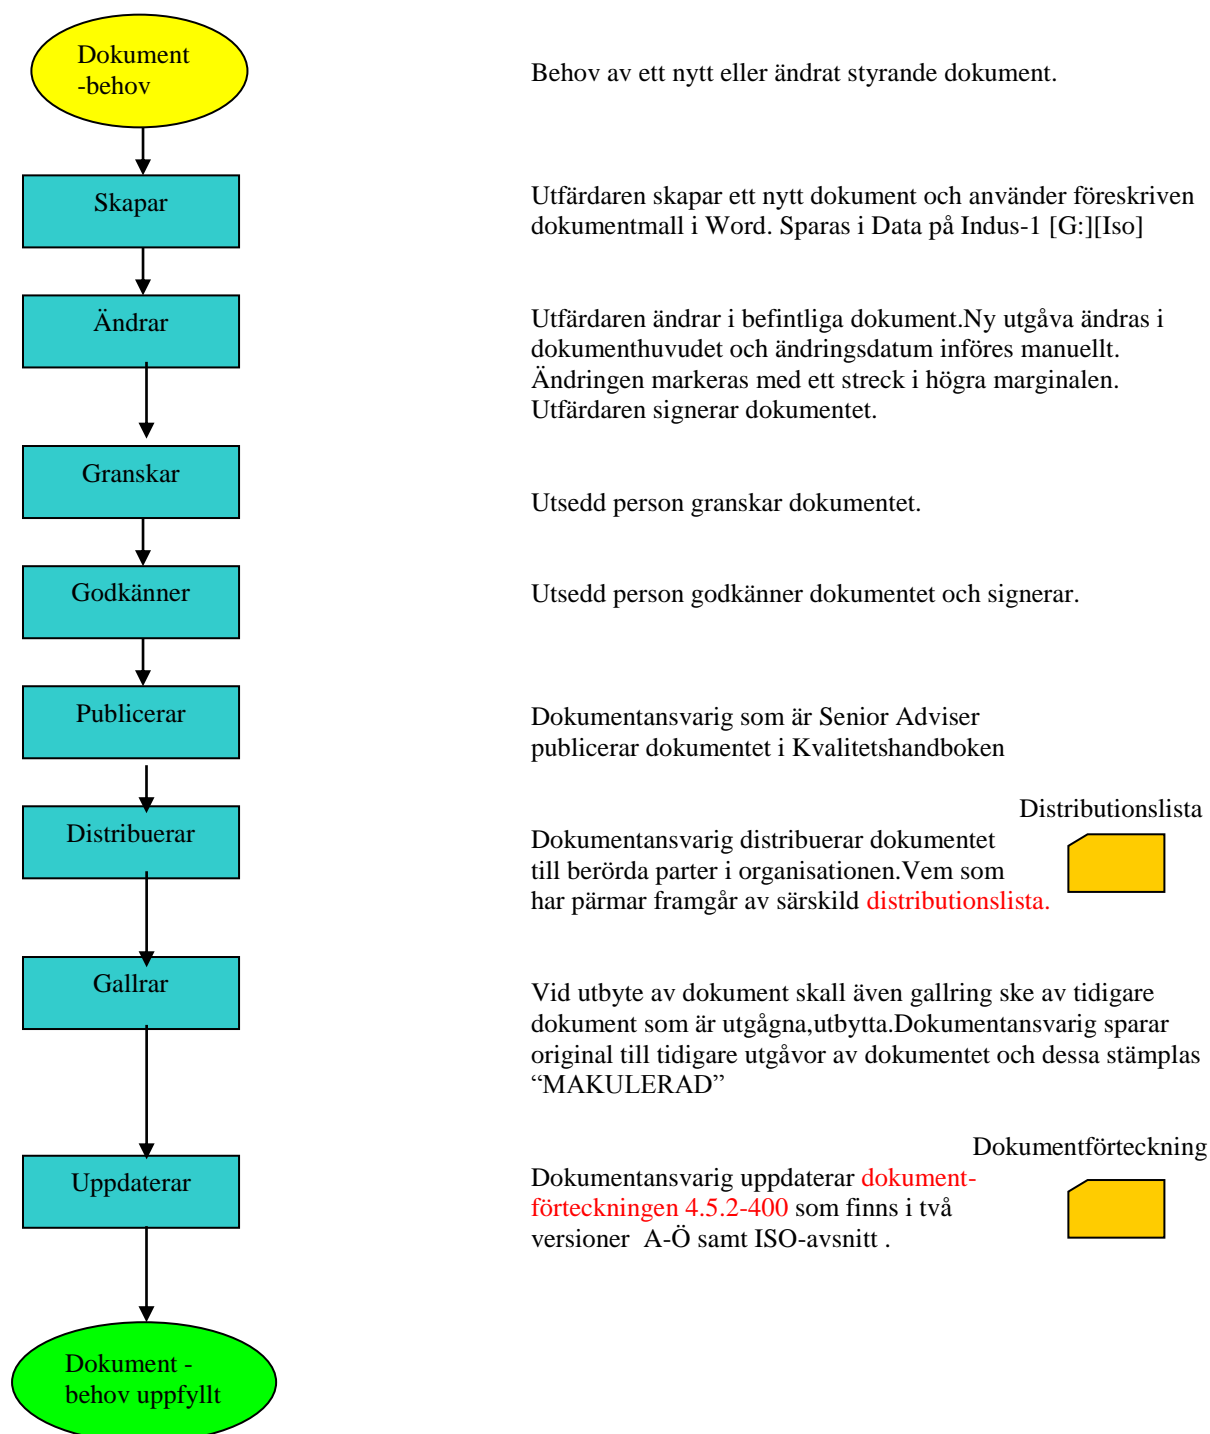 Dokument
-behov
Behov av ett nytt eller ändrat styrande dokument.
Skapar
Utfärdaren skapar ett nytt dokument och använder föreskriven
dokumentmall i Word. Sparas i Data på Indus-1 [G:][Iso]
Ändrar
Utfärdaren ändrar i befintliga dokument.Ny utgåva ändras i
dokumenthuvudet och ändringsdatum införes manuellt.
Ändringen markeras med ett streck i högra marginalen.
Utfärdaren signerar dokumentet.
Granskar
Utsedd person granskar dokumentet.
Godkänner
Utsedd person godkänner dokumentet och signerar.
Publicerar
Dokumentansvarig som är Senior Adviser
publicerar dokumentet i Kvalitetshandboken
Distributionslista
Distribuerar
Dokumentansvarig distribuerar dokumentet
till berörda parter i organisationen.Vem som
har pärmar framgår av särskild distributionslista.
Gallrar
Vid utbyte av dokument skall även gallring ske av tidigare
dokument som är utgågna,utbytta.Dokumentansvarig sparar
original till tidigare utgåvor av dokumentet och dessa stämplas
“MAKULERAD”
Dokumentförteckning
Uppdaterar
Dokumentansvarig uppdaterar dokument-
förteckningen 4.5.2-400 som finns i två
versioner  A-Ö samt ISO-avsnitt .
Dokument -
behov uppfyllt